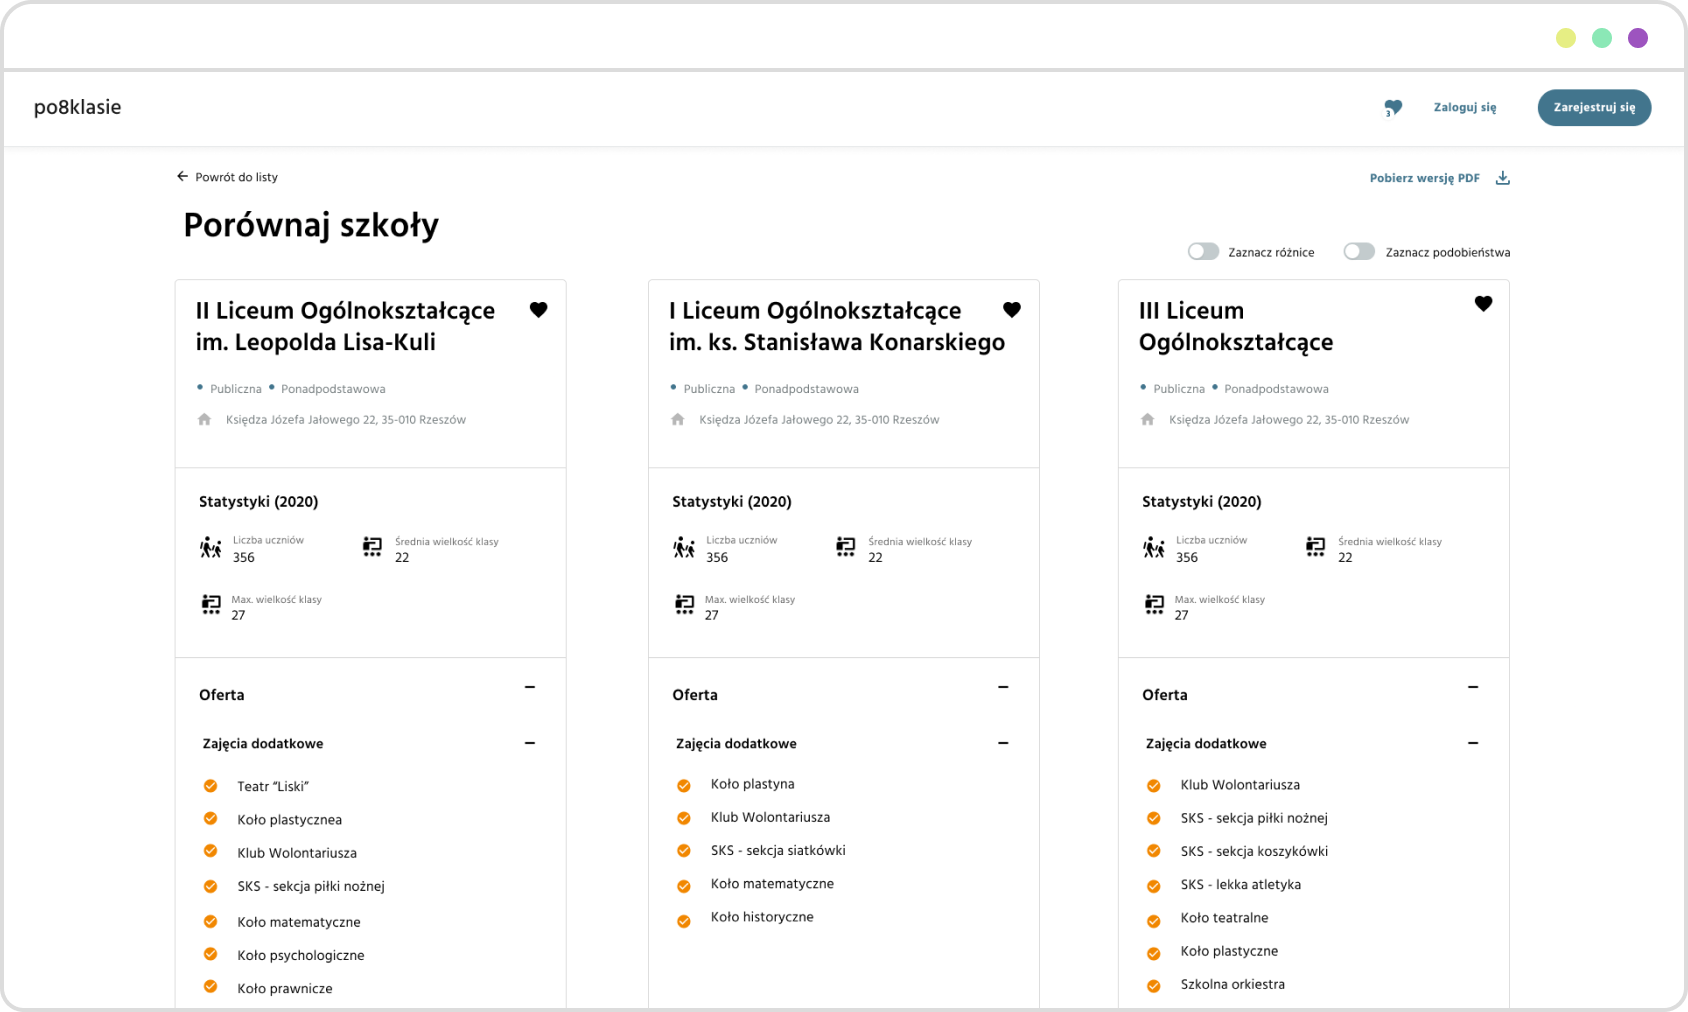 po8klasie
3
Zaloguj się
Zarejestruj się
Powrót do listy
Pobierz wersję PDF
Porównaj szkoły
Zaznacz różnice
Zaznacz podobieństwa
II Liceum Ogólnokształcące
im. Leopolda Lisa-Kuli
Publiczna
Ponadpodstawowa
Księdza Józefa Jałowego 22, 35-010 Rzeszów
Statystyki (2020)
Liczba uczniów
356
Średnia wielkość klasy
22
Max. wielkość klasy
27
Oferta
Zajęcia dodatkowe
Teatr “Liski”
Koło plastycznea
Klub Wolontariusza
SKS - sekcja piłki nożnej
Koło matematyczne
Koło psychologiczne
Koło prawnicze
I Liceum Ogólnokształcące
im. ks. Stanisława Konarskiego
Publiczna
Ponadpodstawowa
Księdza Józefa Jałowego 22, 35-010 Rzeszów
Statystyki (2020)
Liczba uczniów
356
Średnia wielkość klasy
22
Max. wielkość klasy
27
Oferta
Zajęcia dodatkowe
Koło plastyna
Klub Wolontariusza
SKS - sekcja siatkówki
Koło matematyczne
Koło historyczne
III Liceum
Ogólnokształcące
Publiczna
Ponadpodstawowa
Księdza Józefa Jałowego 22, 35-010 Rzeszów
Statystyki (2020)
Liczba uczniów
356
Średnia wielkość klasy
22
Max. wielkość klasy
27
Oferta
Zajęcia dodatkowe
Klub Wolontariusza
SKS - sekcja piłki nożnej
SKS - sekcja koszykówki
SKS - lekka atletyka
Koło teatralne
Koło plastyczne
Szkolna orkiestra